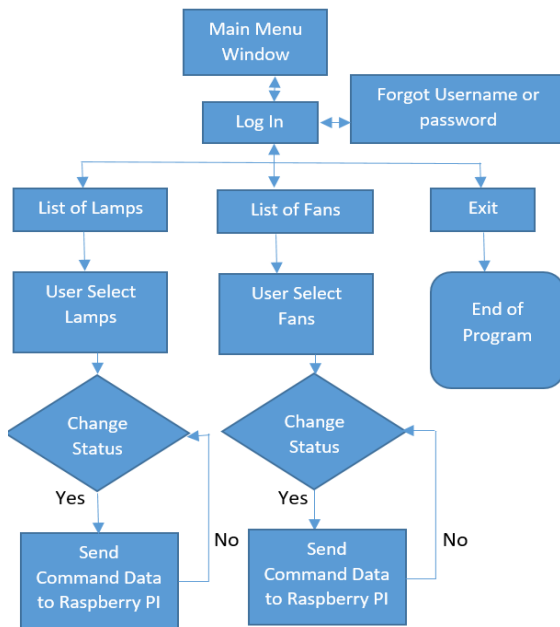 Main Menu
Window
Log In
Forgot Username or
password
List of Lamps
List of Fans
Exit
User Select
Lamps
User Select
Fans
End of
Program
Change
Status
Change
Status
Yes
Yes
No
No
Send
Command Data
to Raspberry PI
Send
Command Data
to Raspberry PI